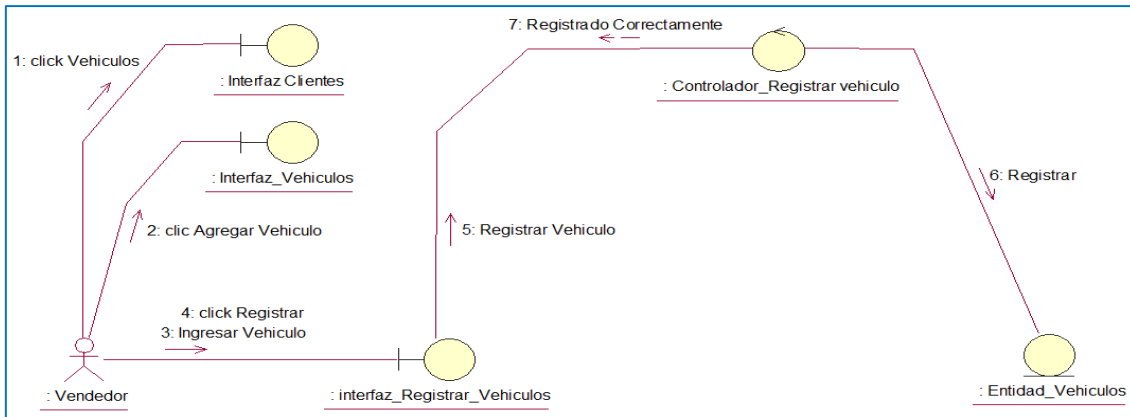 7: Registrado Correctamente
1: click Vehiculos
: Interfaz Clientes
: Controlador_Registrar vehiculo
: Interfaz_Vehiculos
6: Registrar
2: clic Agregar Vehiculo
5: Registrar Vehiculo
4: click Registrar
3: Ingresar Vehiculo
: Vendedor
: interfaz_Registrar_Vehiculos
: Entidad_Vehiculos